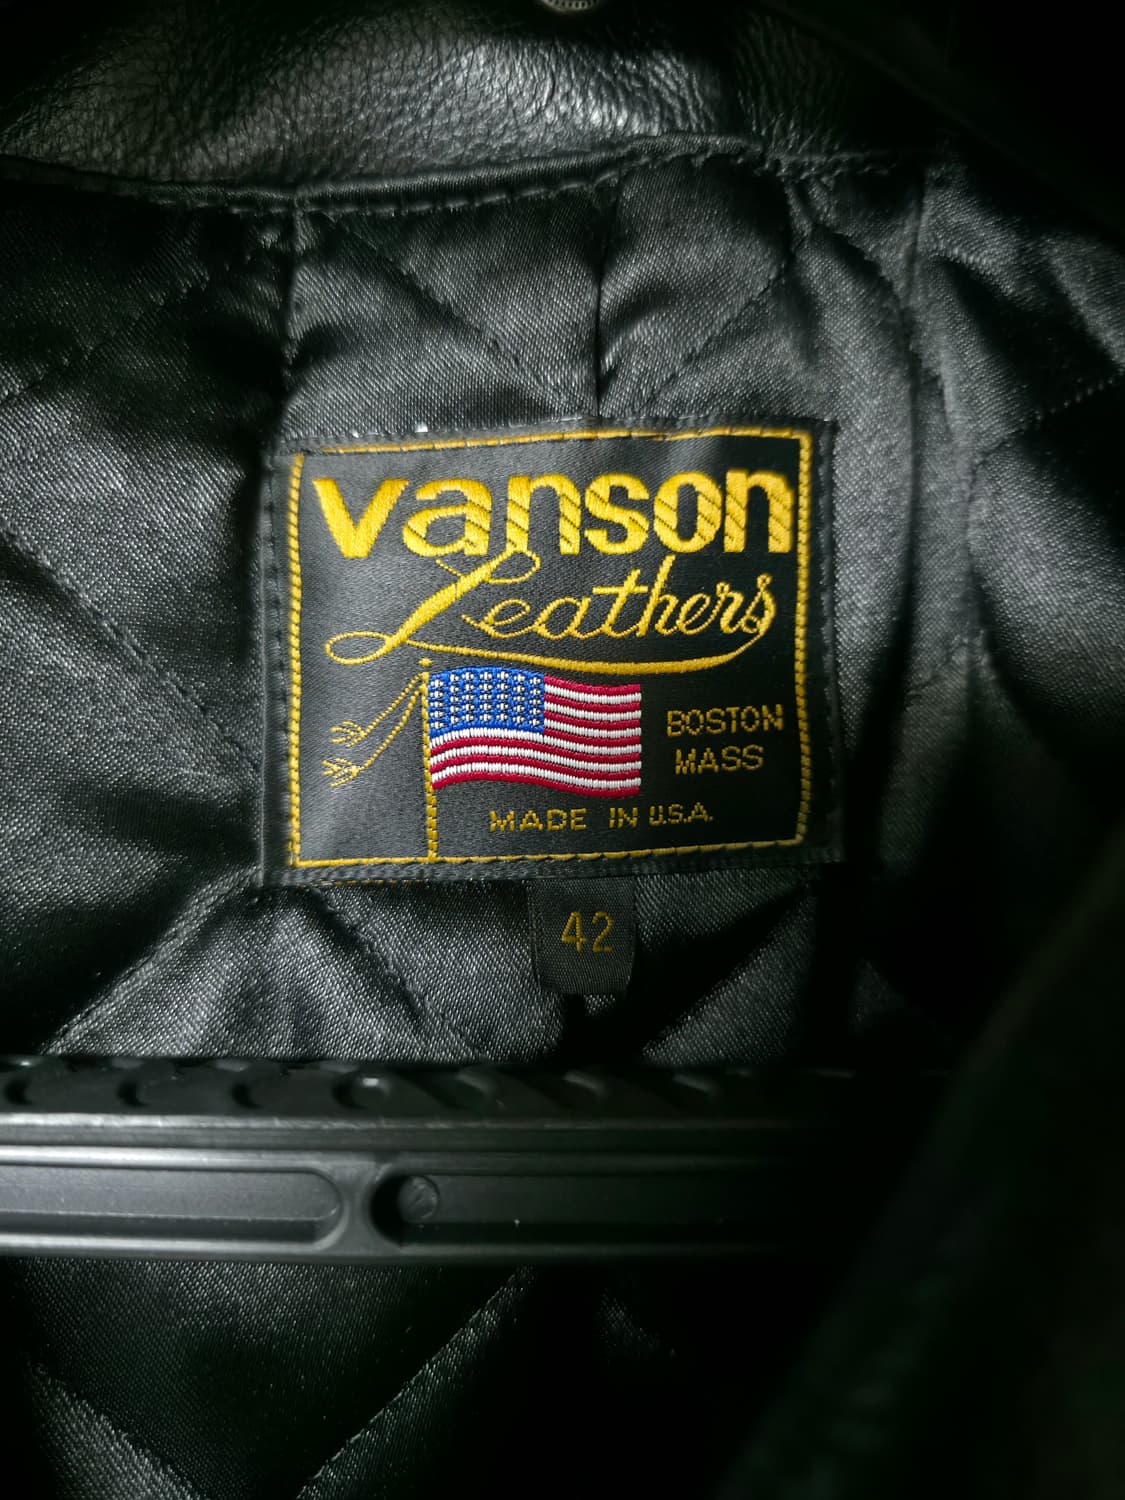 vanson
Leathers
BOSTON
MASS
MADE IN U.S.A.
42